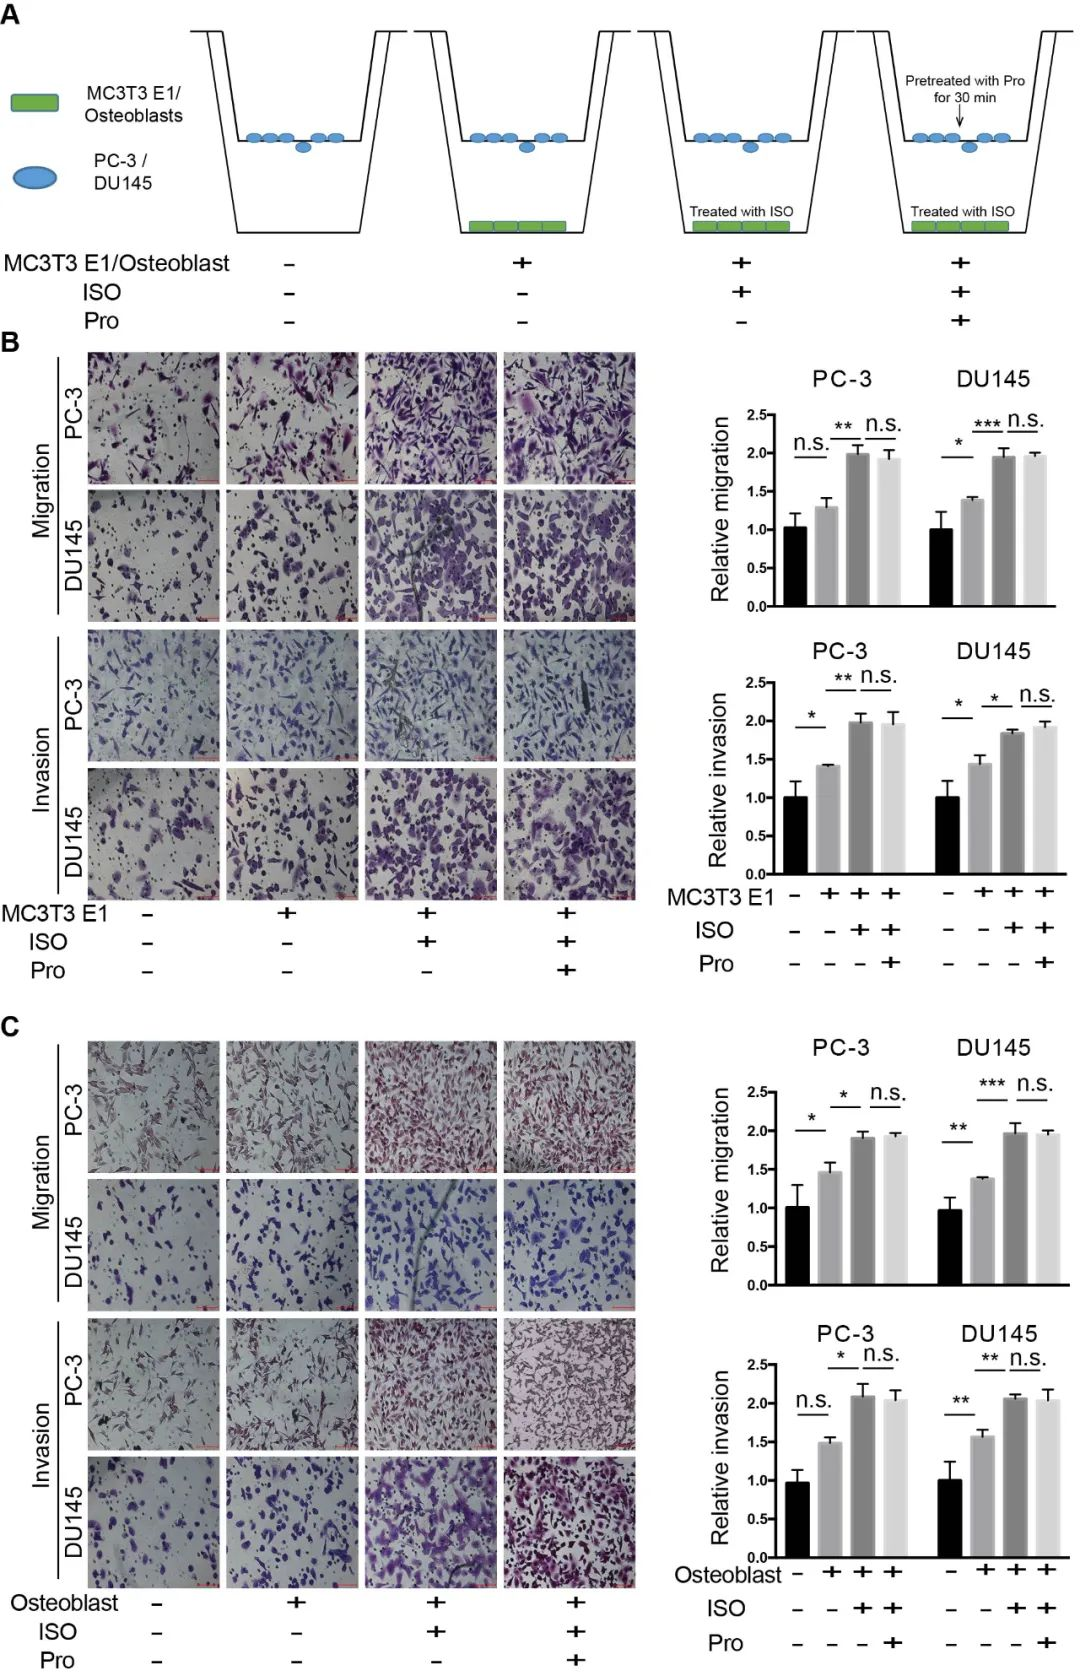 A
MC3T3 E1/
Osteoblasts
PC-3 /
DU145
Pretreated with Pro
for 30 min
Treated with ISO
Treated with ISO
MC3T3 E1/Osteoblast – + + +
ISO – – + +
Pro – – – +
B
Migration
PC-3
DU145
Invasion
PC-3
DU145
MC3T3 E1 – + + +
ISO – – + +
Pro – – – +
PC-3 DU145
Relative migration
2.5
2.0
1.5
1.0
0.5
0.0
n.s. ** n.s. * *** n.s.
PC-3 DU145
Relative invasion
2.5
2.0
1.5
1.0
0.5
0.0
* ** n.s. * * n.s.
MC3T3 E1 – + + + – + + +
ISO – – + + – – + +
Pro – – – + – – – +
C
Migration
PC-3
DU145
Invasion
PC-3
DU145
Osteoblast – + + +
ISO – – + +
Pro – – – +
PC-3 DU145
Relative migration
2.5
2.0
1.5
1.0
0.5
0.0
* * n.s. ** *** n.s.
PC-3 DU145
Relative invasion
2.5
2.0
1.5
1.0
0.5
0.0
n.s. * n.s. ** ** n.s.
Osteoblast – + + + – + + +
ISO – – + + – – + +
Pro – – – + – – – +